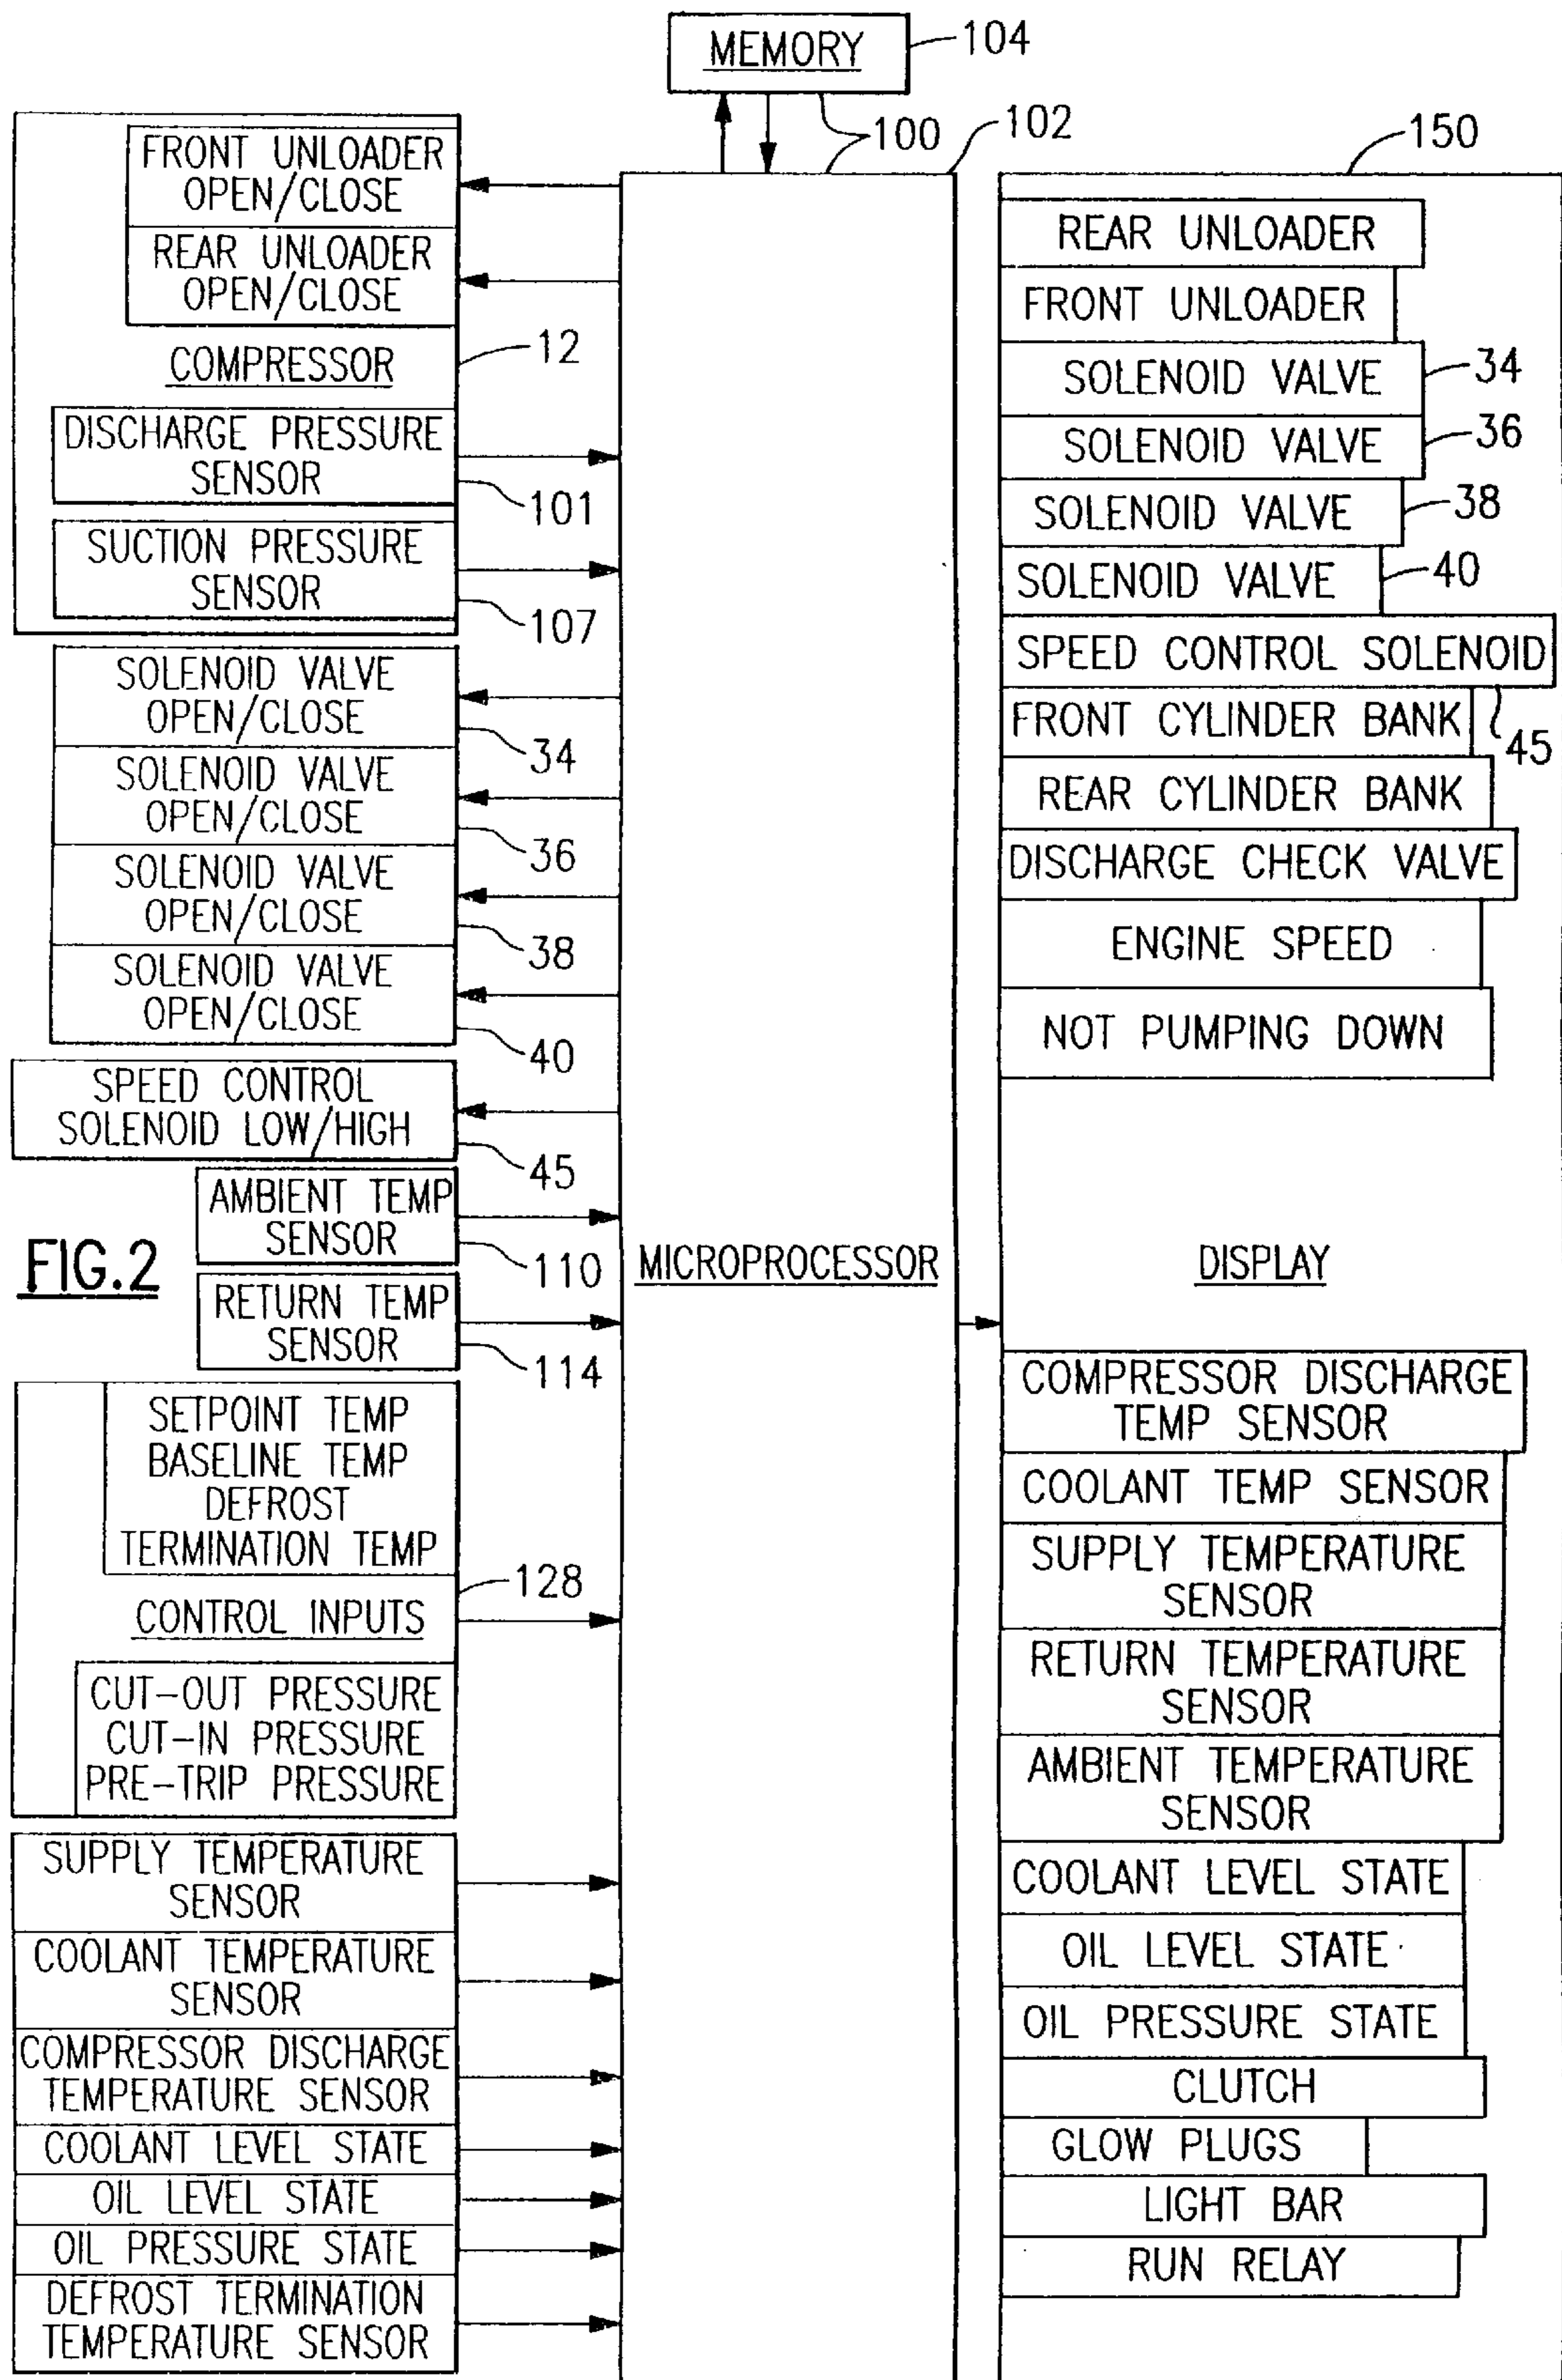 MEMORY
104
100
102
150
FRONT UNLOADER
OPEN/CLOSE
REAR UNLOADER
OPEN/CLOSE
COMPRESSOR
12
DISCHARGE PRESSURE
SENSOR
101
SUCTION PRESSURE
SENSOR
107
SOLENOID VALVE
OPEN/CLOSE
34
SOLENOID VALVE
OPEN/CLOSE
36
SOLENOID VALVE
OPEN/CLOSE
38
SOLENOID VALVE
OPEN/CLOSE
40
SPEED CONTROL
SOLENOID LOW/HIGH
45
AMBIENT TEMP
SENSOR
110
FIG.2
RETURN TEMP
SENSOR
114
SETPOINT TEMP
BASELINE TEMP
DEFROST
TERMINATION TEMP
128
CONTROL INPUTS
CUT-OUT PRESSURE
CUT-IN PRESSURE
PRE-TRIP PRESSURE
SUPPLY TEMPERATURE
SENSOR
COOLANT TEMPERATURE
SENSOR
COMPRESSOR DISCHARGE
TEMPERATURE SENSOR
COOLANT LEVEL STATE
OIL LEVEL STATE
OIL PRESSURE STATE
DEFROST TERMINATION
TEMPERATURE SENSOR
MICROPROCESSOR
REAR UNLOADER
FRONT UNLOADER
SOLENOID VALVE
34
SOLENOID VALVE
36
SOLENOID VALVE
38
SOLENOID VALVE
40
SPEED CONTROL SOLENOID
45
FRONT CYLINDER BANK
REAR CYLINDER BANK
DISCHARGE CHECK VALVE
ENGINE SPEED
NOT PUMPING DOWN
DISPLAY
COMPRESSOR DISCHARGE
TEMP SENSOR
COOLANT TEMP SENSOR
SUPPLY TEMPERATURE
SENSOR
RETURN TEMPERATURE
SENSOR
AMBIENT TEMPERATURE
SENSOR
COOLANT LEVEL STATE
OIL LEVEL STATE
OIL PRESSURE STATE
CLUTCH
GLOW PLUGS
LIGHT BAR
RUN RELAY